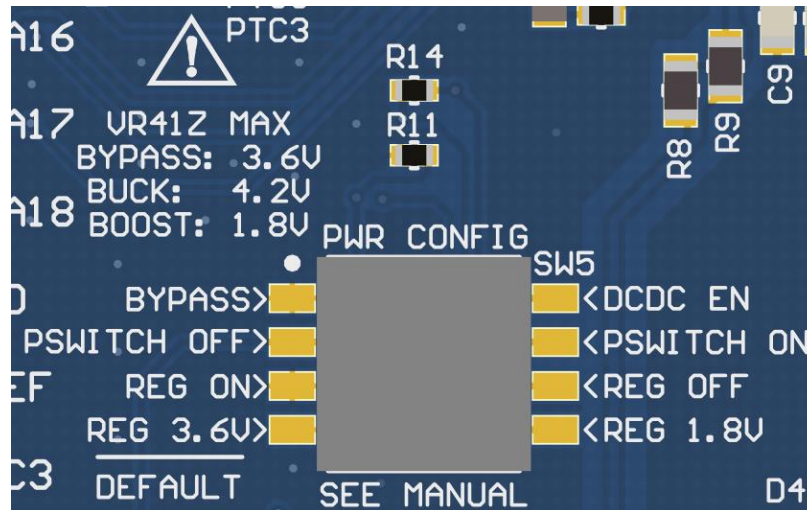 A16
PTC3
R14
A17
VR41Z MAX
R11
C9
R9
R8
BYPASS: 3.6V
BUCK: 4.2V
A18
BOOST: 1.8V
PWR CONFIG
SW5
BYPASS>
<DCDC EN
PSWITCH OFF>
<PSWITCH ON
REG ON>
<REG OFF
REG 3.6V>
<REG 1.8V
C3
DEFAULT
SEE MANUAL
D4